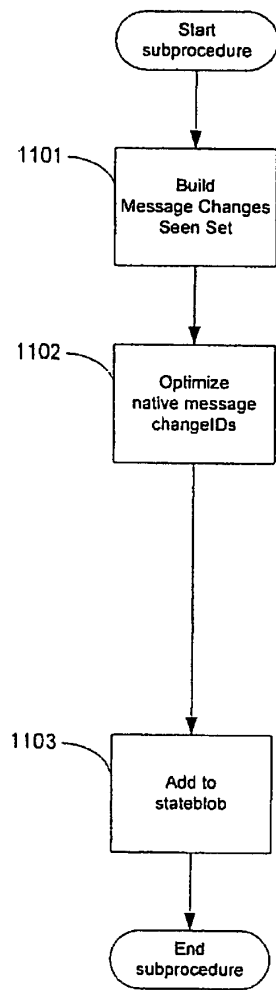 Start
subprocedure
1101
Build
Message Changes
Seen Set
1102
Optimize
native message
changeIDs
1103
Add to
stateblob
End
subprocedure